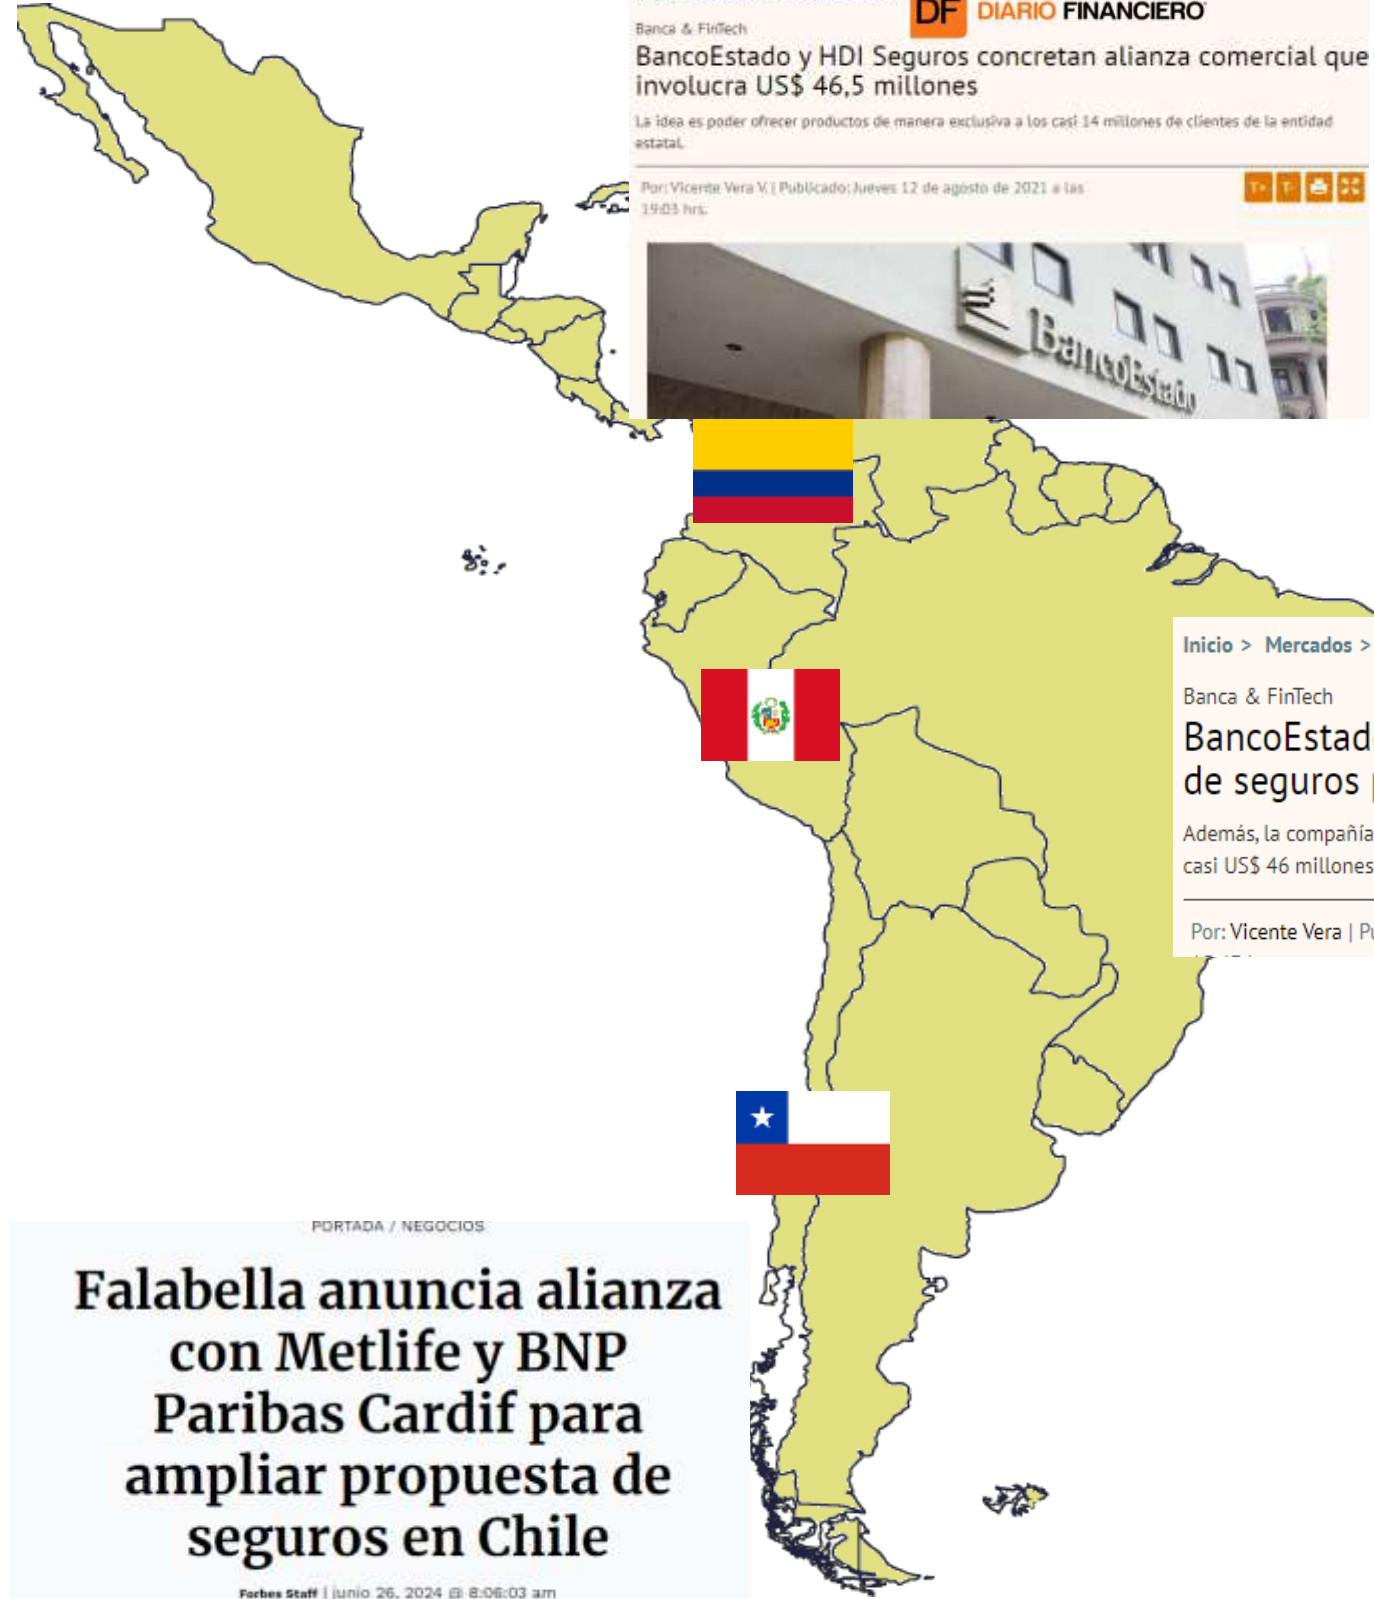 DF DIARIO FINANCIERO
Banca & FinTech
BancoEstado y HDI Seguros concretan alianza comercial que
involucra US$ 46,5 millones
La idea es poder ofrecer productos de manera exclusiva a los casi 14 millones de clientes de la entidad
estatal.
Por: Vicente Vera V. | Publicado: Jueves 12 de agosto de 2021 a las
19:03 hrs.
T+ T-
BancoEstado
Inicio > Mercados >
Banca & FinTech
BancoEstad
de seguros
Además, la compañía
casi US$ 46 millones
Por: Vicente Vera | Pu
PORTADA / NEGOCIOS
Falabella anuncia alianza
con Metlife y BNP
Paribas Cardif para
ampliar propuesta de
seguros en Chile
Forbes Staff | junio 26, 2024 @ 8:06:03 am